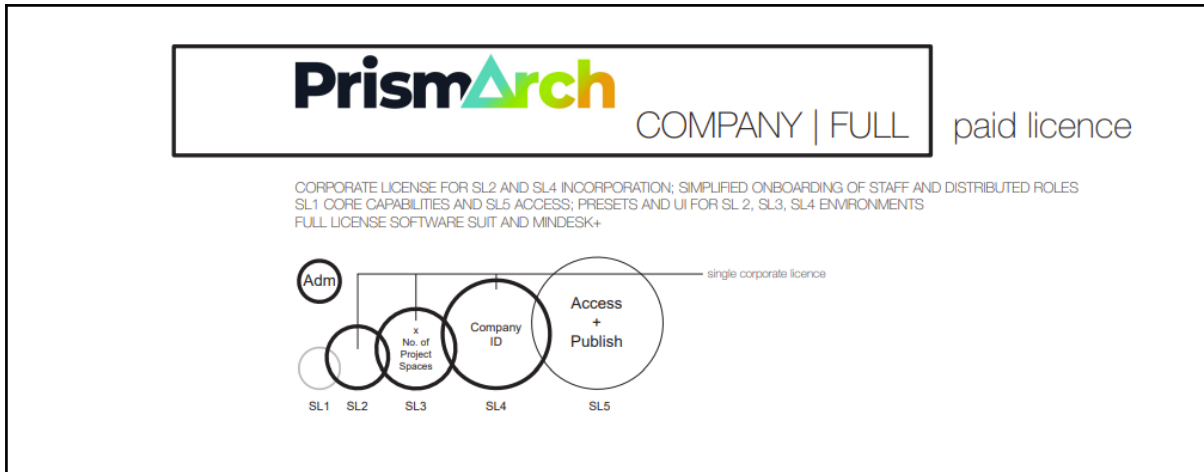 PrismArch
COMPANY | FULL paid licence
CORPORATE LICENSE FOR SL2 AND SL4 INCORPORATION; SIMPLIFIED ONBOARDING OF STAFF AND DISTRIBUTED ROLES
SL1 CORE CAPABILITIES AND SL5 ACCESS; PRESETS AND UI FOR SL 2, SL3, SL4 ENVIRONMENTS
FULL LICENSE SOFTWARE SUIT AND MINDESK+
single corporate licence
Adm
x
No. of
Project
Spaces
Company
ID
Access
+
Publish
SL1 SL2 SL3 SL4 SL5